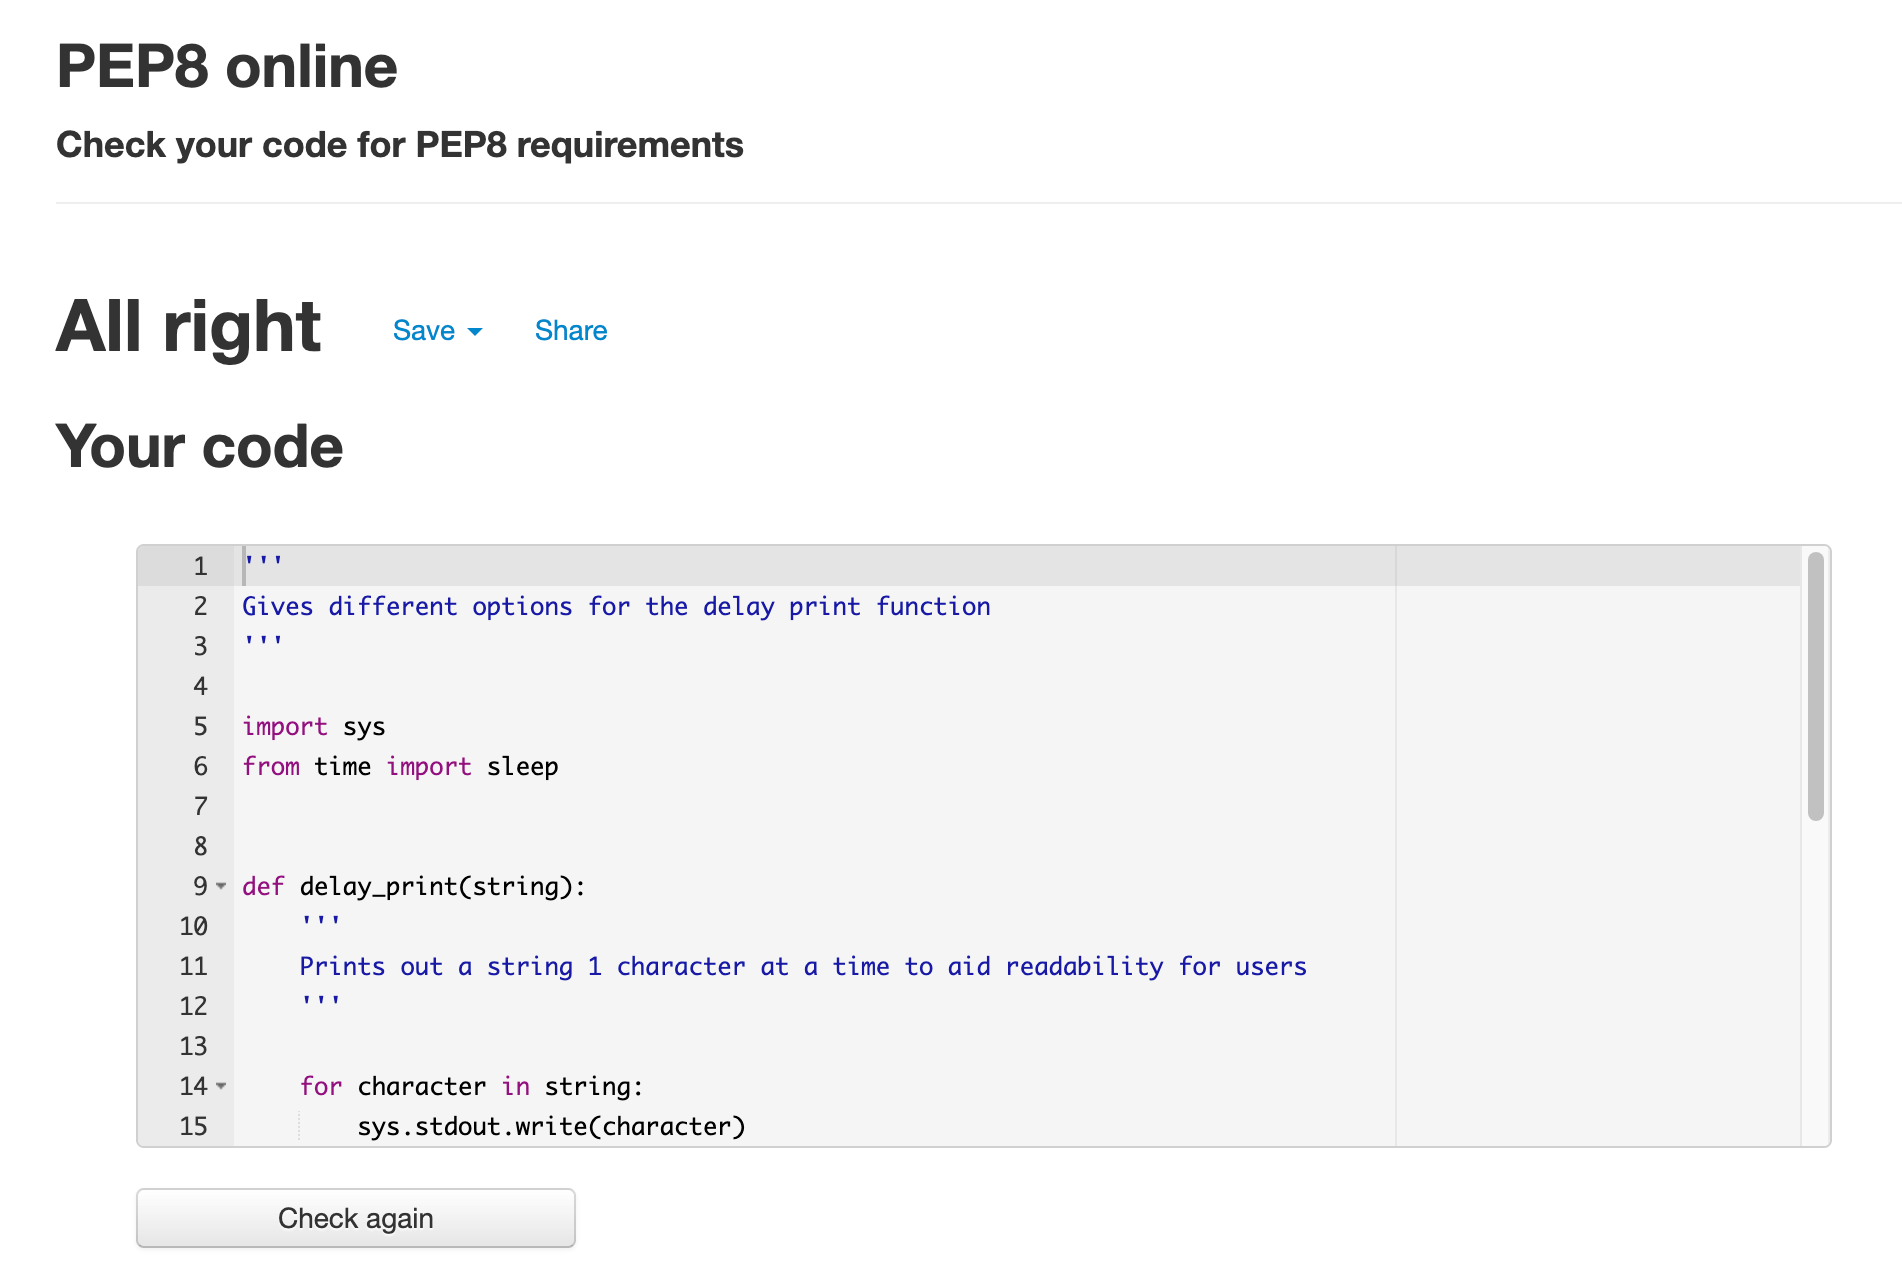 PEP8 online
Check your code for PEP8 requirements
All right Save Share
Your code
1 '''
2 Gives different options for the delay print function
3 '''
4
5 import sys
6 from time import sleep
7
8
9 def delay_print(string):
10     '''
11     Prints out a string 1 character at a time to aid readability for users
12     '''
13
14     for character in string:
15         sys.stdout.write(character)
Check again